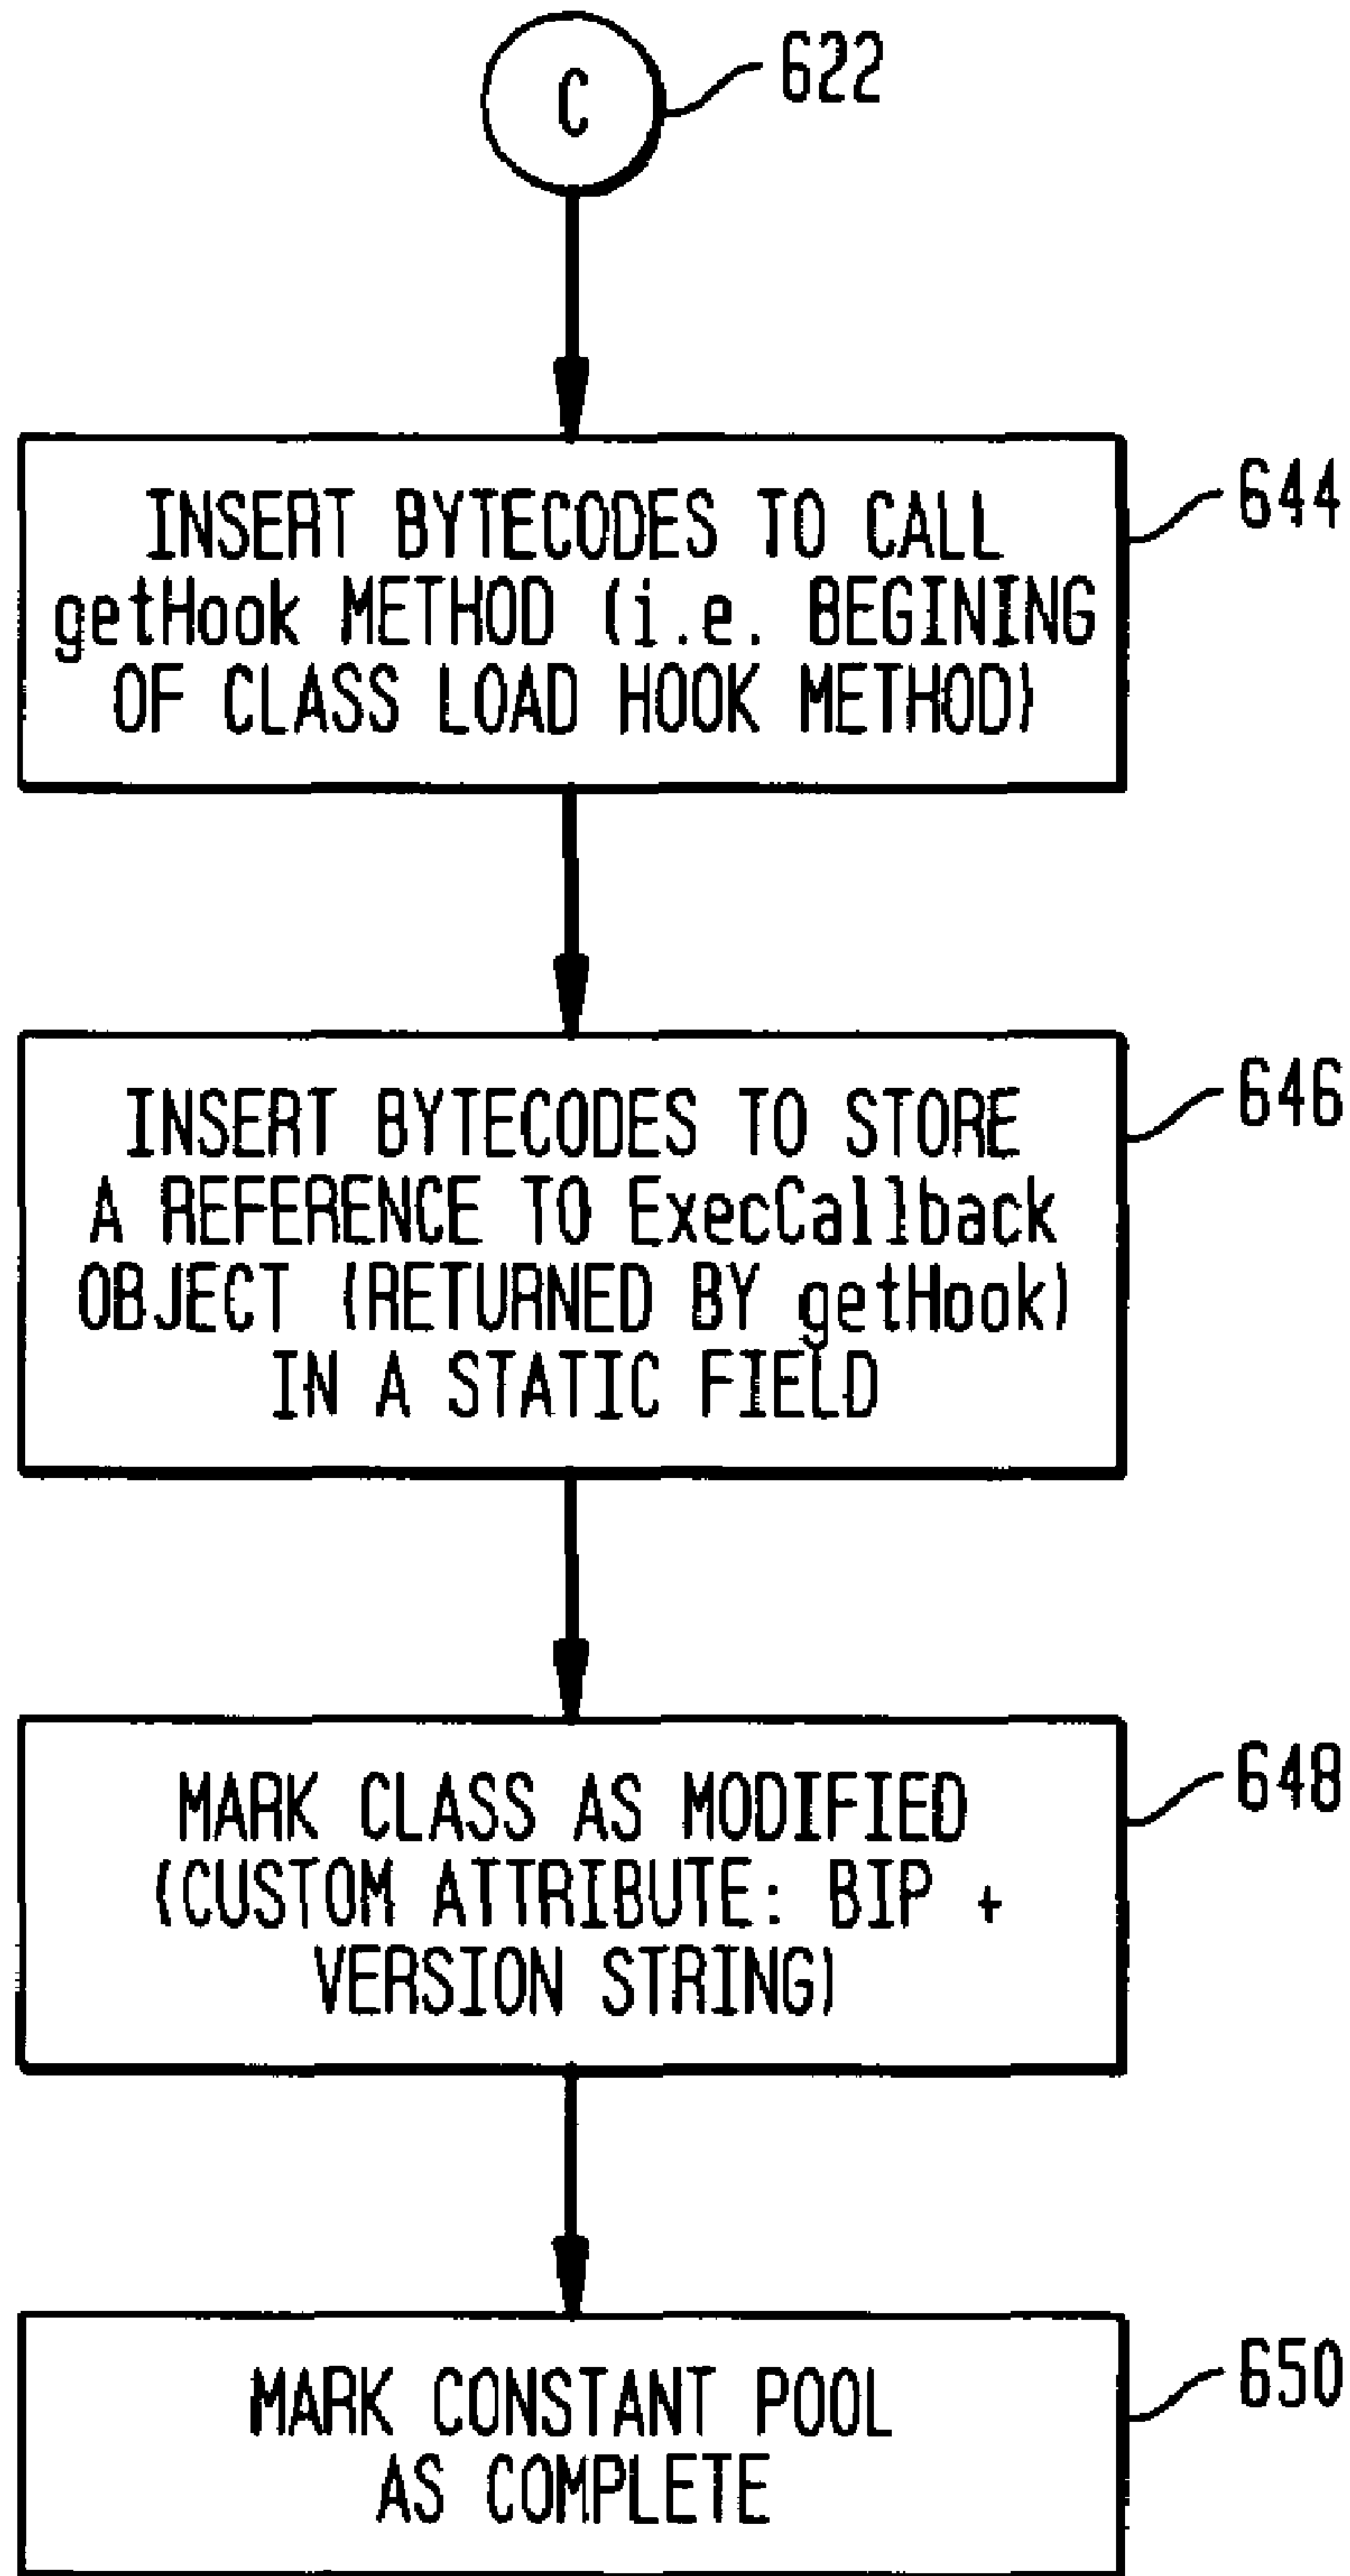 C
622
INSERT BYTECODES TO CALL
getHook METHOD (i.e. BEGINING
OF CLASS LOAD HOOK METHOD)
644
INSERT BYTECODES TO STORE
A REFERENCE TO ExecCallback
OBJECT (RETURNED BY getHook)
IN A STATIC FIELD
646
MARK CLASS AS MODIFIED
(CUSTOM ATTRIBUTE: BIP +
VERSION STRING)
648
MARK CONSTANT POOL
AS COMPLETE
650